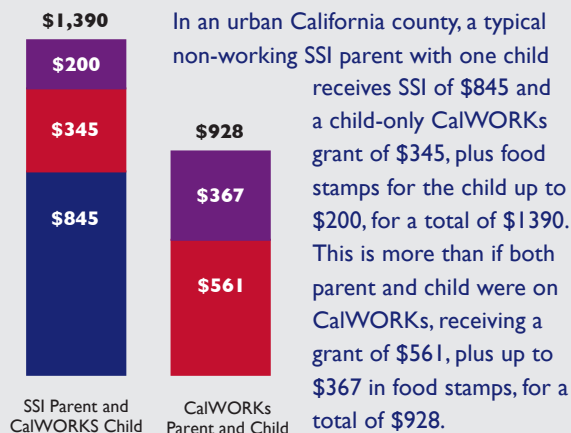 $1,390
$200
$345
$845
SSI Parent and
CalWORKS Child
$928
$367
$561
CalWORKs
Parent and Child
In an urban California county, a typical
non-working SSI parent with one child
receives SSI of $845 and
a child-only CalWORKs
grant of $345, plus food
stamps for the child up to
$200, for a total of $1390.
This is more than if both
parent and child were on
CalWORKs, receiving a
grant of $561, plus up to
$367 in food stamps, for a
total of $928.